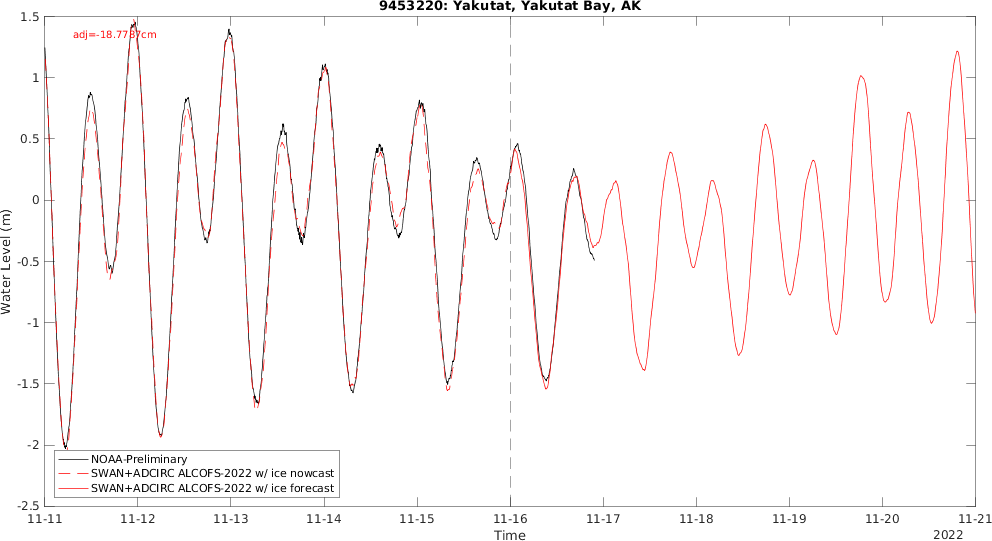 9453220: Yakutat, Yakutat Bay, AK
adj=-18.7787cm
1.5
1
0.5
0
-0.5
-1
-1.5
-2
-2.5
Water Level (m)
NOAA-Preliminary
SWAN+ADCIRC ALCOFS-2022 w/ ice nowcast
SWAN+ADCIRC ALCOFS-2022 w/ ice forecast
11-11 11-12 11-13 11-14 11-15 11-16 11-17 11-18 11-19 11-20 11-21
Time
2022